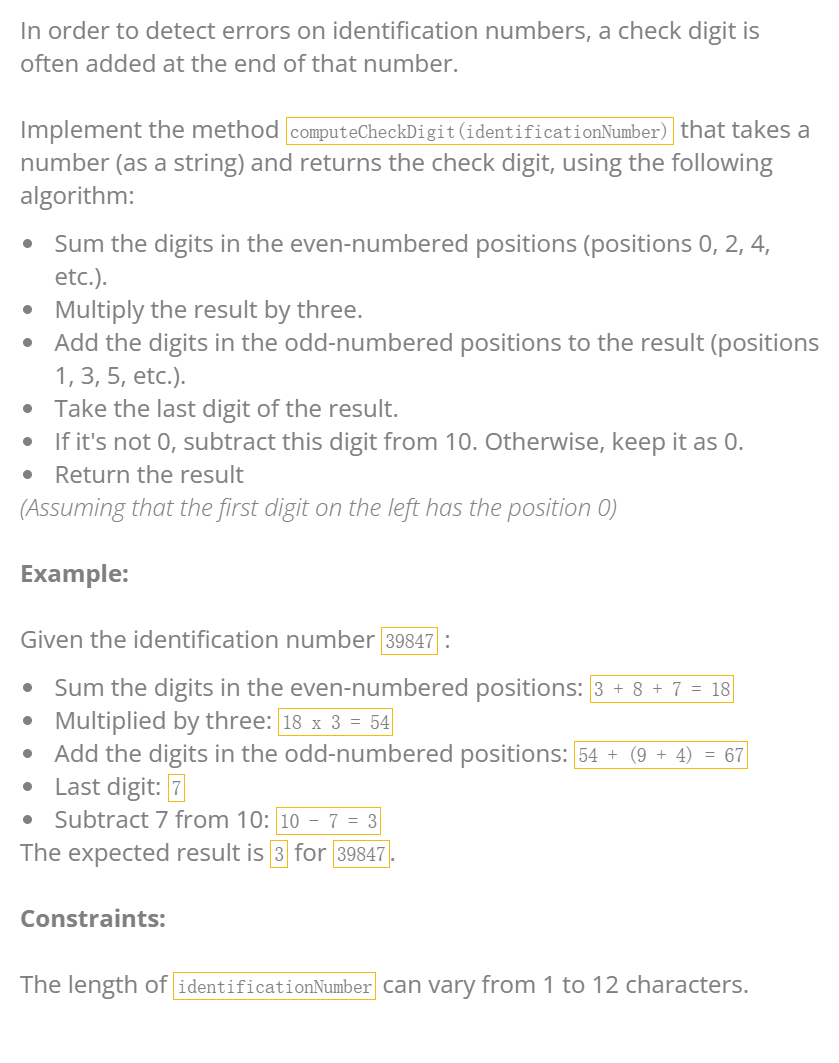 In order to detect errors on identification numbers, a check digit is
often added at the end of that number.
Implement the method computeCheckDigit(identificationNumber) that takes a
number (as a string) and returns the check digit, using the following
algorithm:
• Sum the digits in the even-numbered positions (positions 0, 2, 4,
etc.).
• Multiply the result by three.
• Add the digits in the odd-numbered positions to the result (positions
1, 3, 5, etc.).
• Take the last digit of the result.
• If it's not 0, subtract this digit from 10. Otherwise, keep it as 0.
• Return the result
(Assuming that the first digit on the left has the position 0)
Example:
Given the identification number 39847 :
• Sum the digits in the even-numbered positions: 3 + 8 + 7 = 18
• Multiplied by three: 18 x 3 = 54
• Add the digits in the odd-numbered positions: 54 + (9 + 4) = 67
• Last digit: 7
• Subtract 7 from 10: 10 - 7 = 3
The expected result is 3 for 39847.
Constraints:
The length of identificationNumber can vary from 1 to 12 characters.